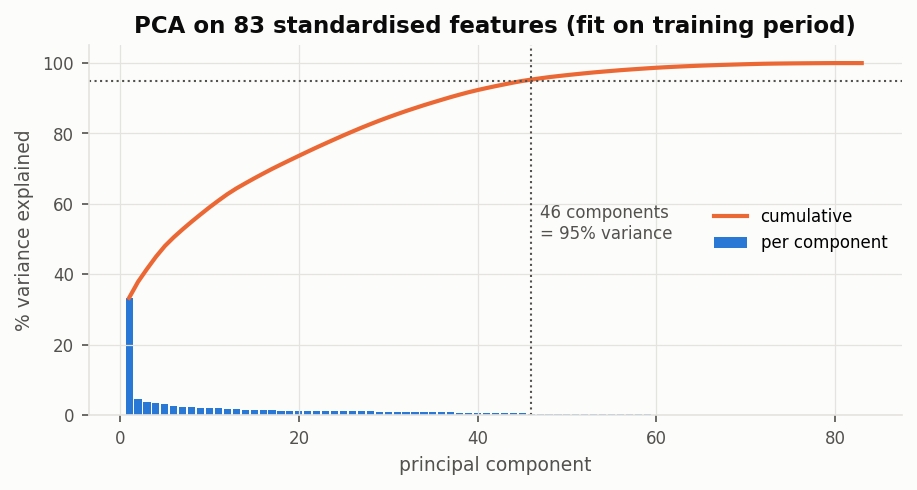 PCA on 83 standardised features (fit on training period)
% variance explained
100
80
60
40
20
0
46 components
= 95% variance
cumulative
per component
0
20
40
60
80
principal component